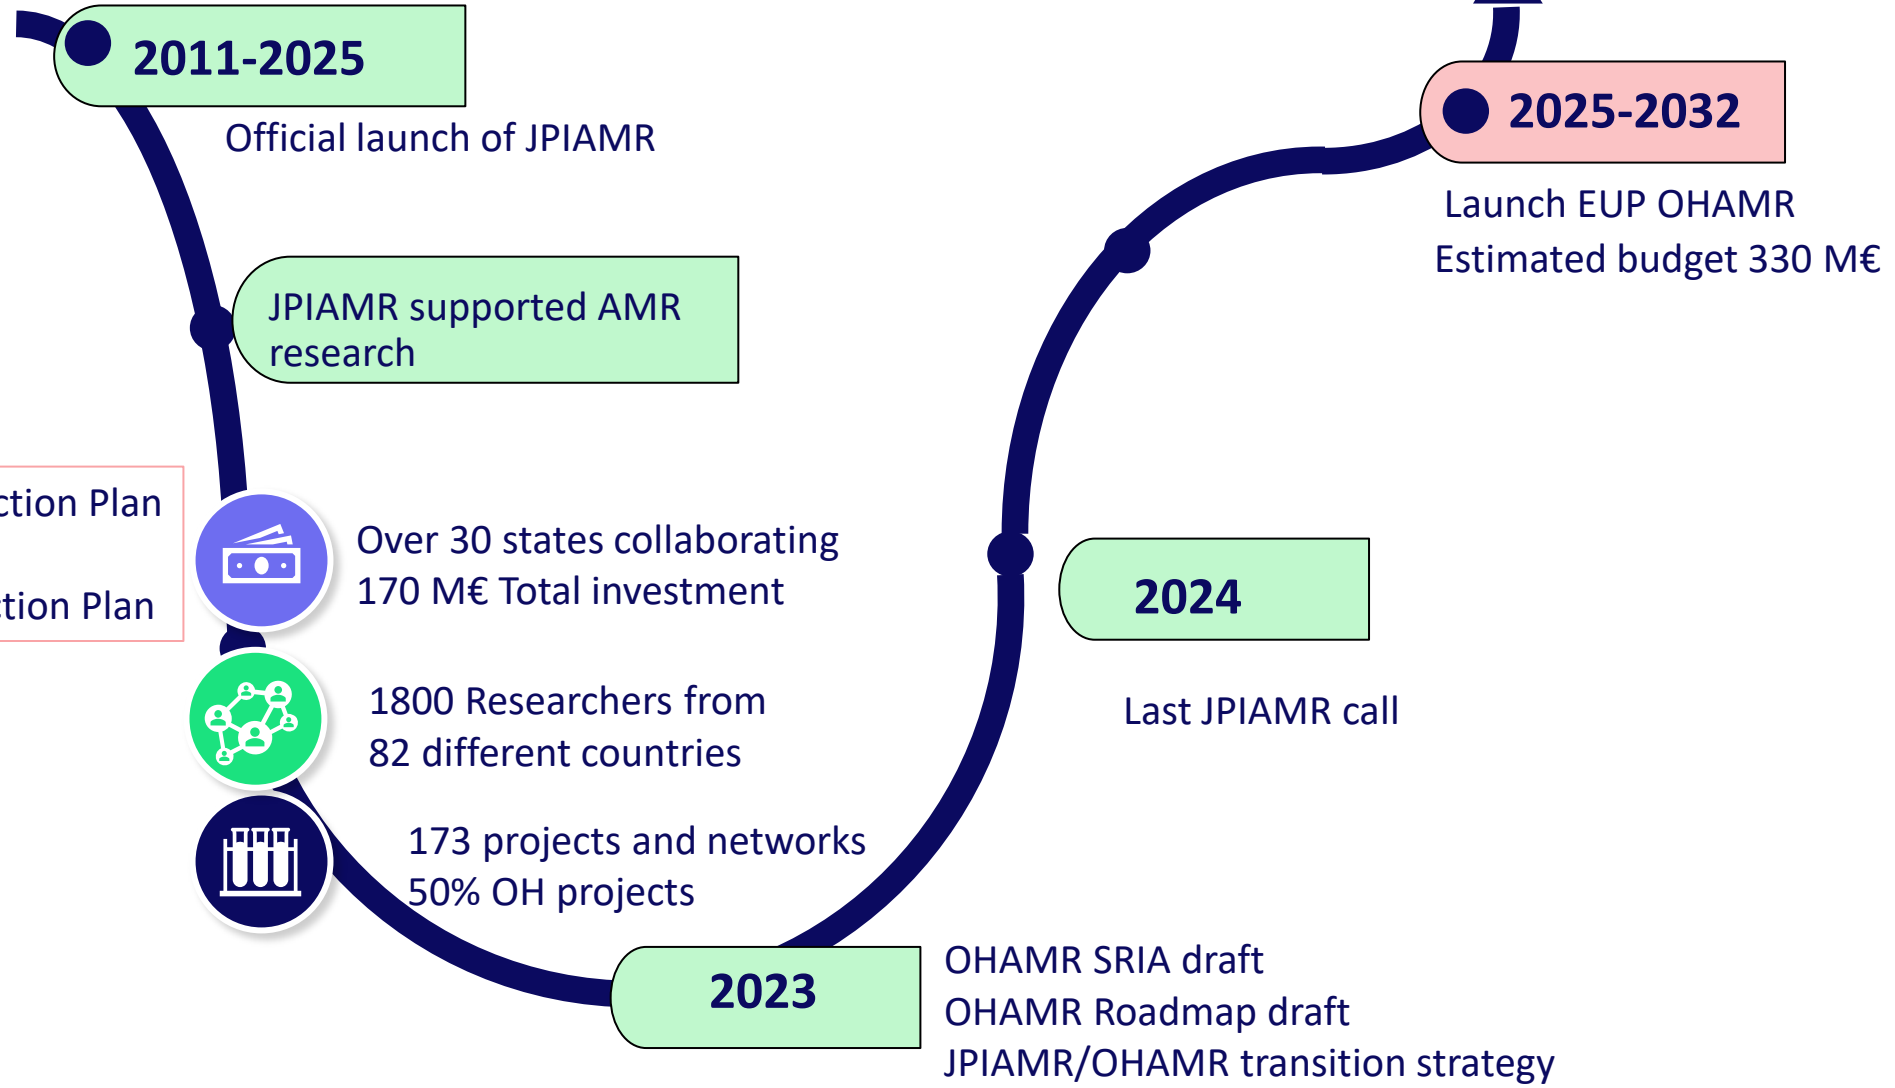 2011-2025
Official launch of JPIAMR
JPIAMR supported AMR
research
Plan
Plan
Over 30 states collaborating
170 M€ Total investment
1800 Researchers from
82 different countries
173 projects and networks
50% OH projects
2023
OHAMR SRIA draft
OHAMR Roadmap draft
JPIAMR/OHAMR transition strategy
2024
Last JPIAMR call
2025-2032
Launch EUP OHAMR
Estimated budget 330 M€